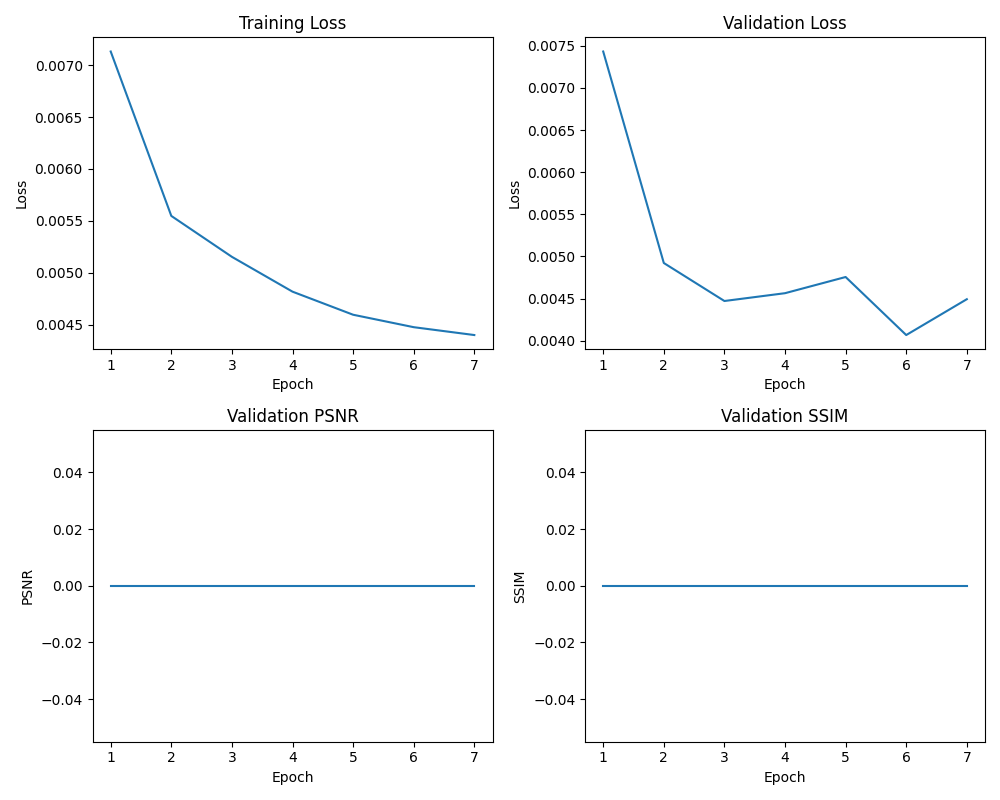 Training Loss
Loss
0.0070
0.0065
0.0060
0.0055
0.0050
0.0045
1 2 3 4 5 6 7
Epoch
Validation Loss
Loss
0.0075
0.0070
0.0065
0.0060
0.0055
0.0050
0.0045
0.0040
1 2 3 4 5 6 7
Epoch
Validation PSNR
PSNR
0.04
0.02
0.00
−0.02
−0.04
1 2 3 4 5 6 7
Epoch
Validation SSIM
SSIM
0.04
0.02
0.00
−0.02
−0.04
1 2 3 4 5 6 7
Epoch